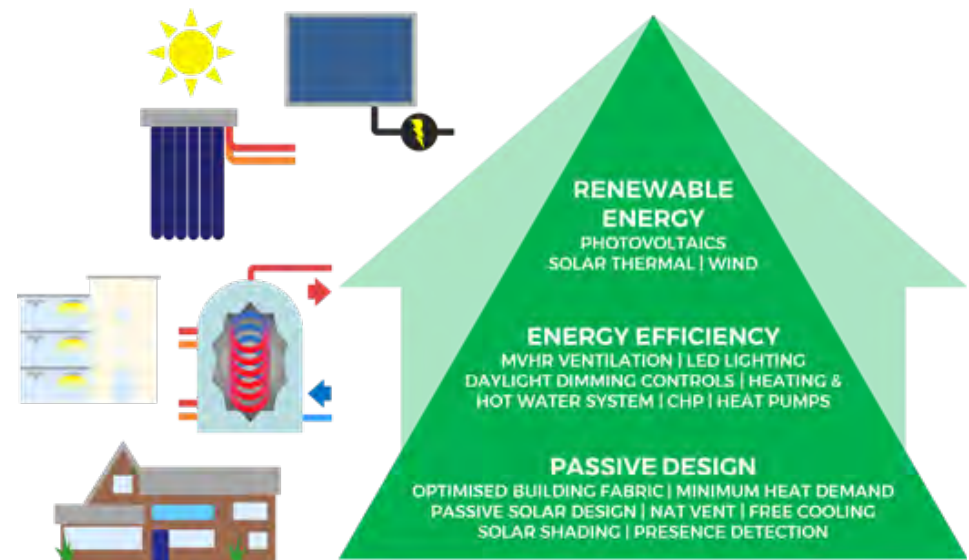 RENEWABLE
ENERGY
PHOTOVOLTAICS
SOLAR THERMAL | WIND
ENERGY EFFICIENCY
MVHR VENTILATION | LED LIGHTING
DAYLIGHT DIMMING CONTROLS | HEATING &
HOT WATER SYSTEM | CHP | HEAT PUMPS
PASSIVE DESIGN
OPTIMISED BUILDING FABRIC | MINIMUM HEAT DEMAND
PASSIVE SOLAR DESIGN | NAT VENT | FREE COOLING
SOLAR SHADING | PRESENCE DETECTION